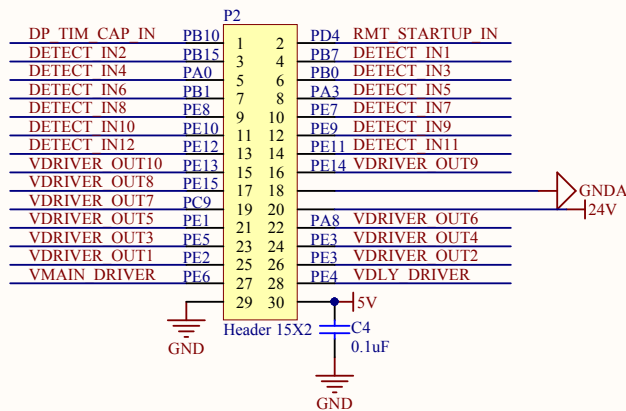 P2
DP_TIM_CAP_IN PB10 1 2 PD4 RMT_STARTUP_IN
DETECT_IN2 PB15 3 4 PB7 DETECT_IN1
DETECT_IN4 PA0 5 6 PB0 DETECT_IN3
DETECT_IN6 PB1 7 8 PA3 DETECT_IN5
DETECT_IN8 PE8 9 10 PE7 DETECT_IN7
DETECT_IN10 PE10 11 12 PE9 DETECT_IN9
DETECT_IN12 PE12 13 14 PE11 DETECT_IN11
VDRIVER_OUT10 PE13 15 16 PE14 VDRIVER_OUT9
VDRIVER_OUT8 PE15 17 18 GNDA
VDRIVER_OUT7 PC9 19 20 24V
VDRIVER_OUT5 PE1 21 22 PA8 VDRIVER_OUT6
VDRIVER_OUT3 PE5 23 24 PE3 VDRIVER_OUT4
VDRIVER_OUT1 PE2 25 26 PE3 VDRIVER_OUT2
VMAIN_DRIVER PE6 27 28 PE4 VDLY_DRIVER
29 30 5V
Header 15X2 C4
GND 0.1uF
GND